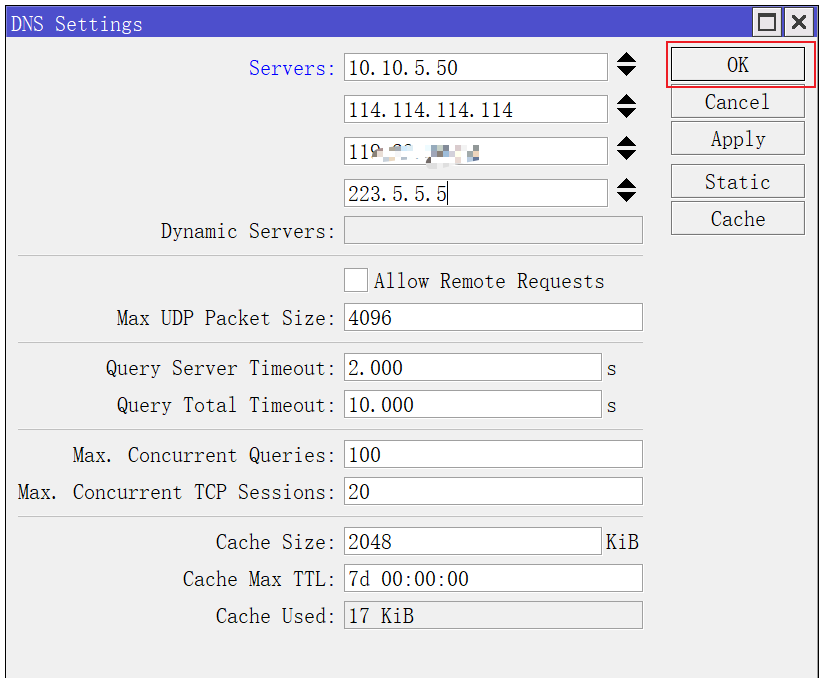 DNS Settings
Servers: 10.10.5.50
OK
114.114.114.114
Cancel
Apply
223.5.5.5
Static
Dynamic Servers:
Cache
Allow Remote Requests
Max UDP Packet Size: 4096
Query Server Timeout: 2.000 s
Query Total Timeout: 10.000 s
Max. Concurrent Queries: 100
Max. Concurrent TCP Sessions: 20
Cache Size: 2048 KiB
Cache Max TTL: 7d 00:00:00
Cache Used: 17 KiB